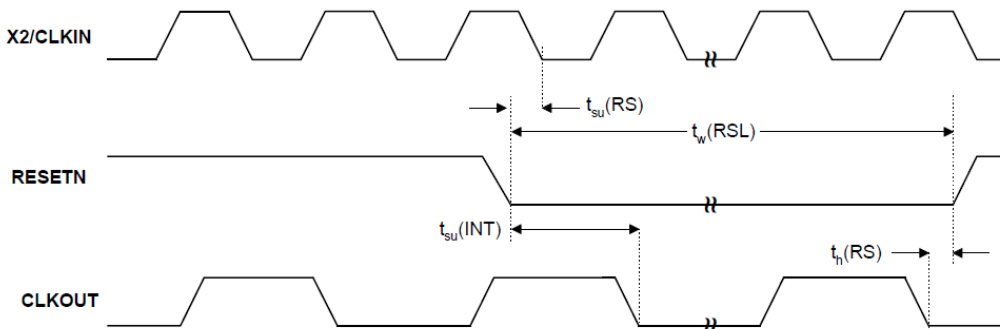 X2/CLKIN
tsu(RS)
tw(RSL)
RESETN
tsu(INT)
th(RS)
CLKOUT